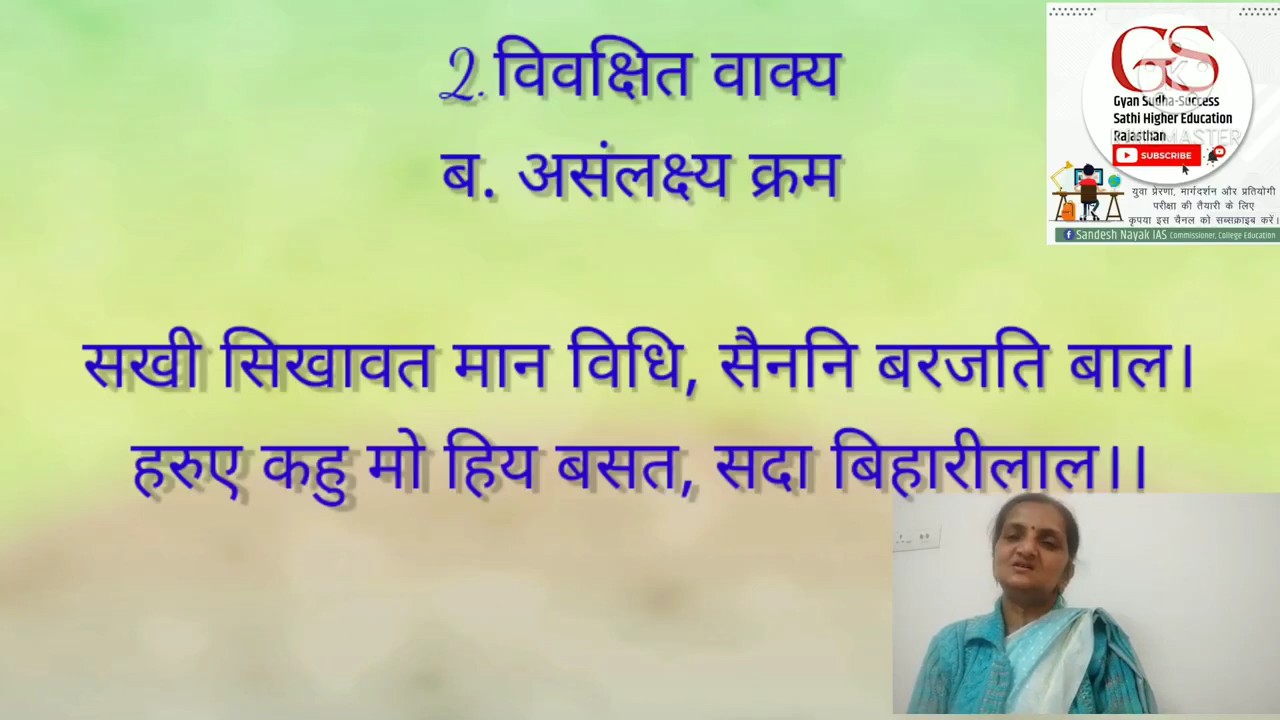 2. विवक्षित वाक्य
ब. असंलक्ष्य क्रम
सखी सिखावत मान विधि, सैननि बरजति बाल।
हरुए कहु मो हिय बसत, सदा बिहारीलाल।।
GS
Gyan Sudha-Success
Sathi Higher Education
Rajasthan
MASTER
SUBSCRIBE
युवा प्रेरणा, मार्गदर्शन और प्रतियोगी
परीक्षा की तैयारी के लिए
कृपया इस चैनल को सब्सक्राइब करें।
f Sandesh Nayak IAS Commissioner, College Education